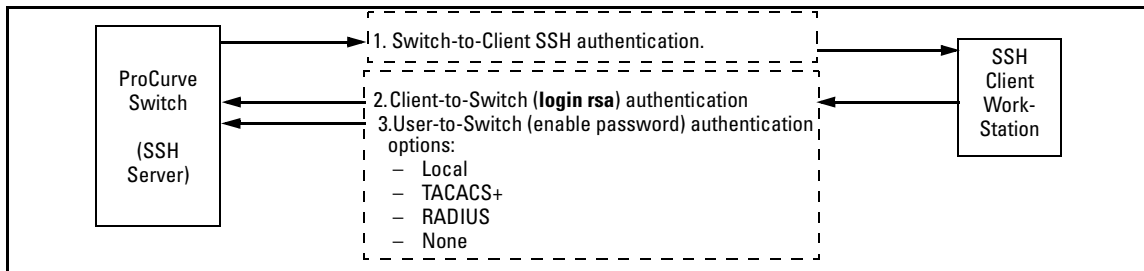 ProCurve
Switch
(SSH
Server)
1. Switch-to-Client SSH authentication.
2.Client-to-Switch (login rsa) authentication
3.User-to-Switch (enable password) authentication
options:
– Local
– TACACS+
– RADIUS
– None
SSH
Client
Work-
Station